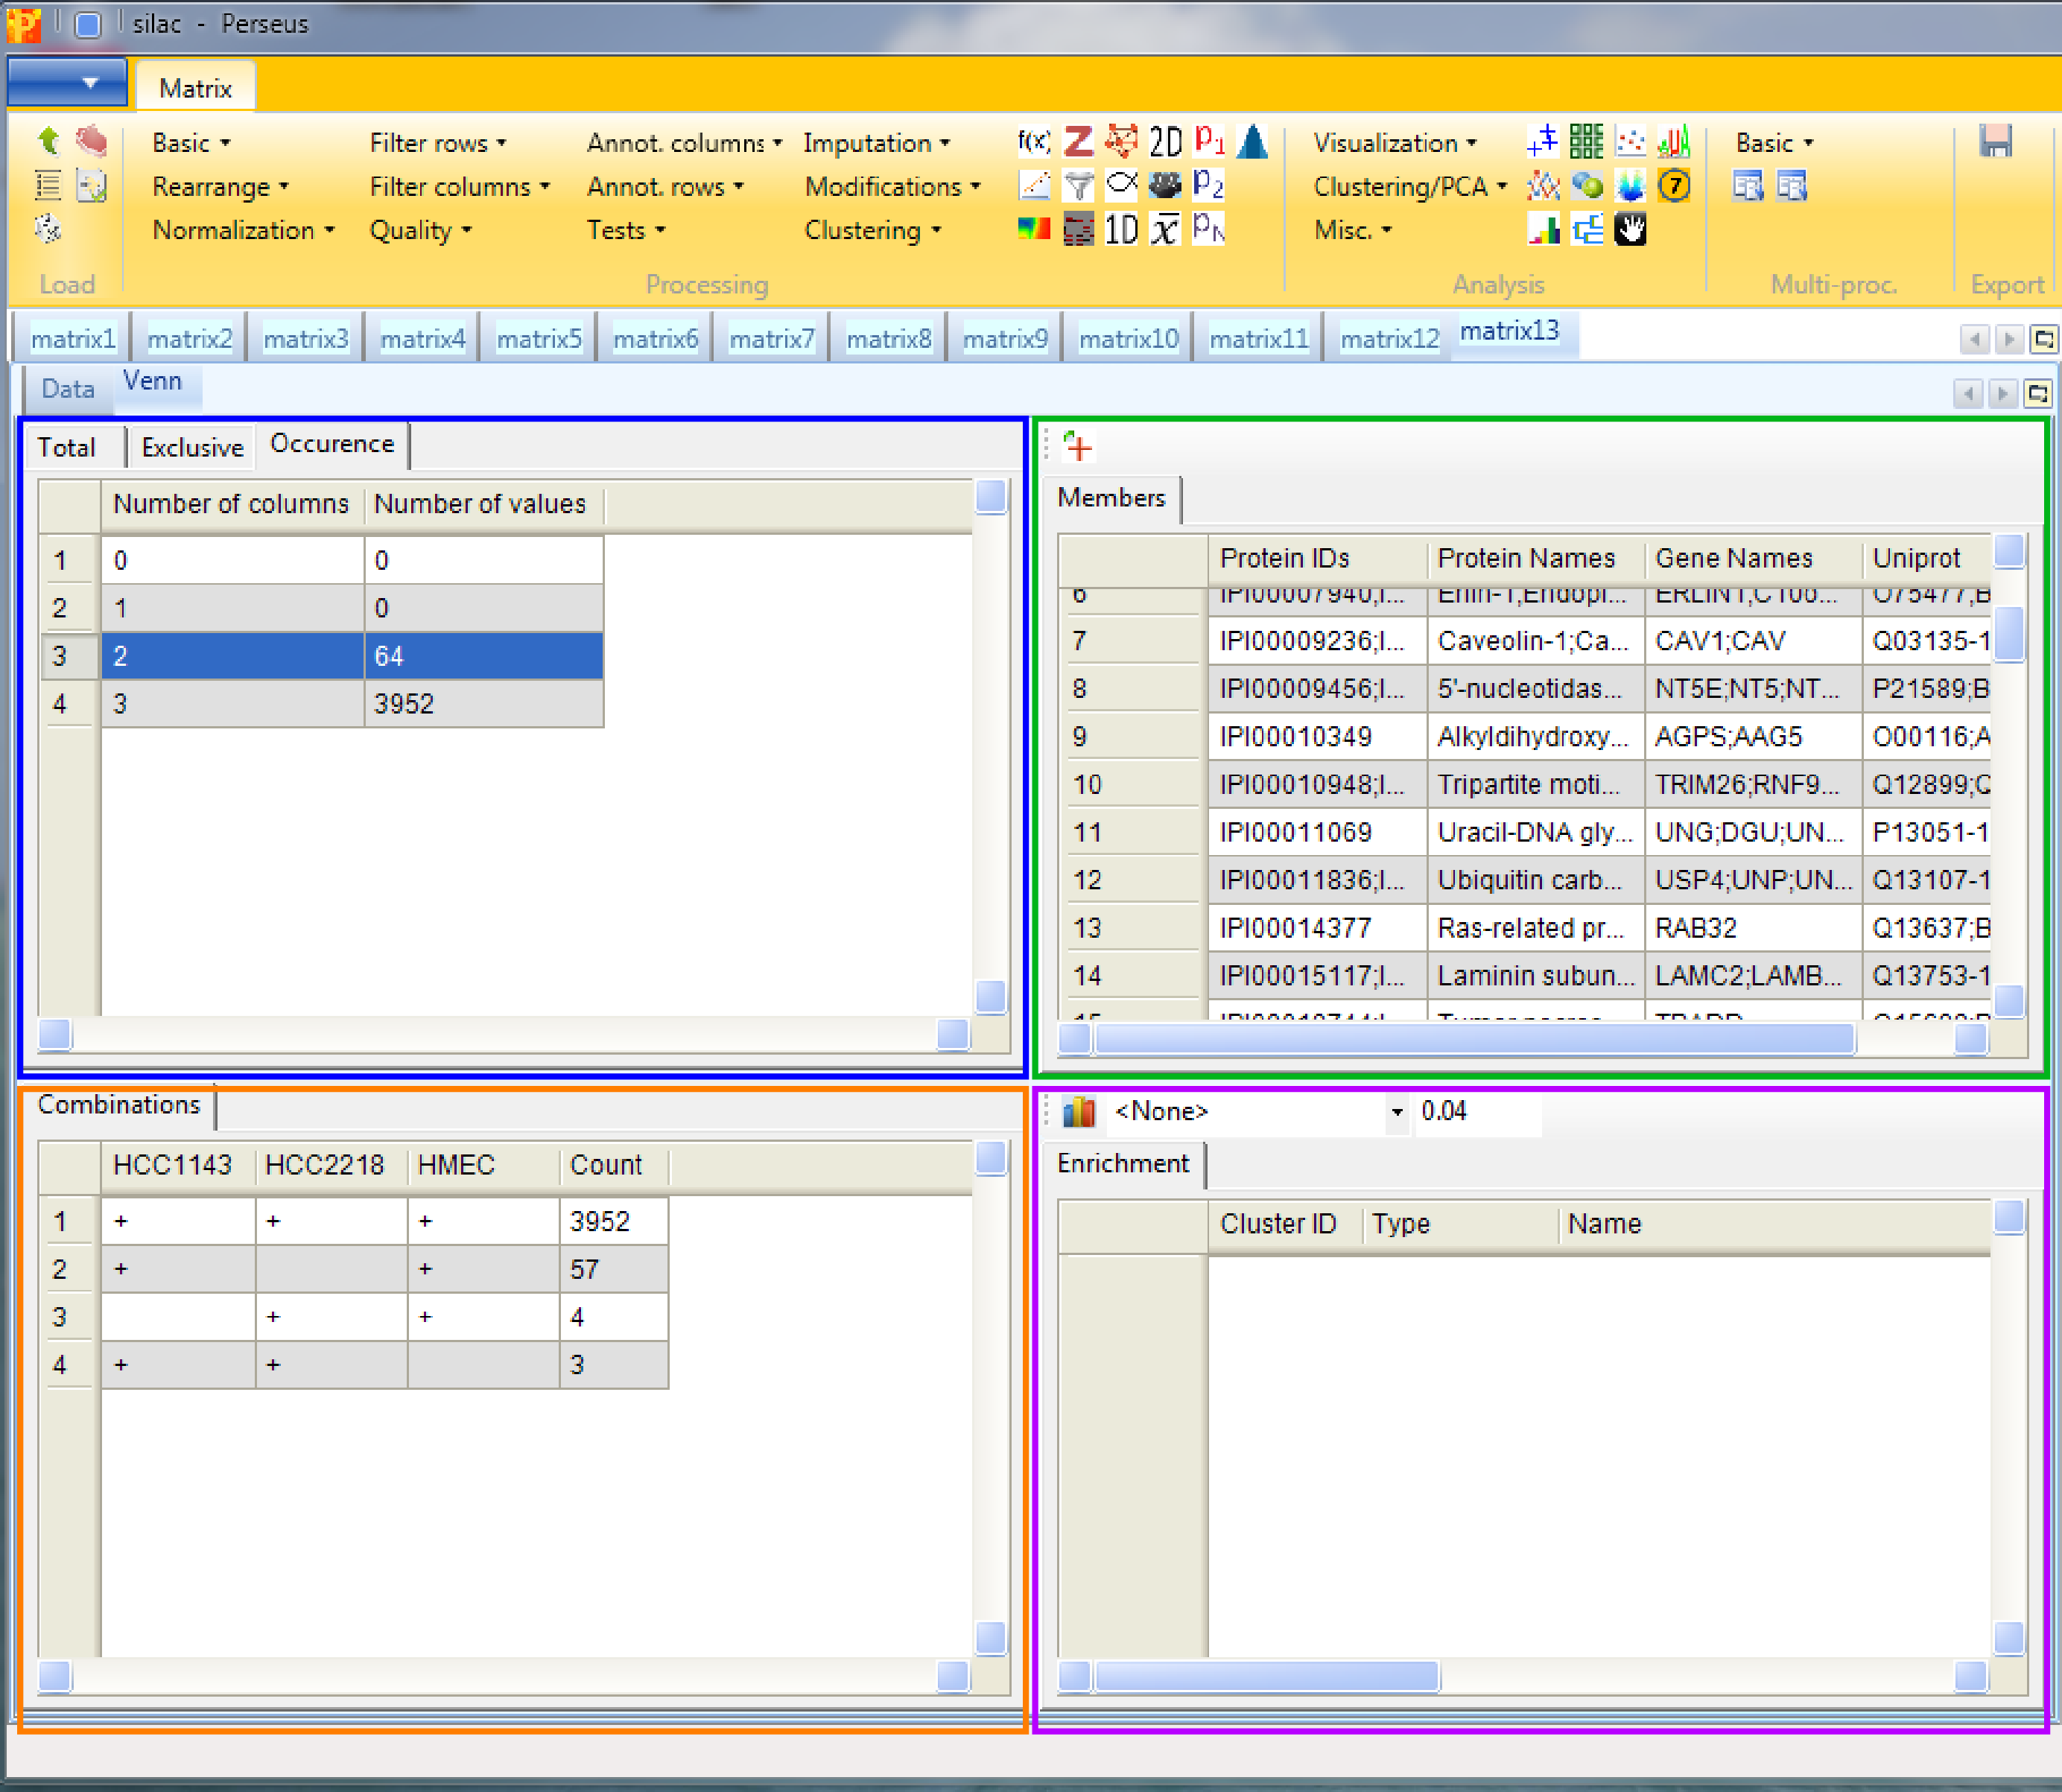 silac - Perseus
Matrix
Basic Filter rows Annot. columns Imputation f(x) Z 2D p1 Visualization Basic
Rearrange Filter columns Annot. rows Modifications p2 Clustering/PCA 7
Normalization Quality Tests Clustering 1D x pN Misc.
Load Processing Analysis Multi-proc. Export
matrix1 matrix2 matrix3 matrix4 matrix5 matrix6 matrix7 matrix8 matrix9 matrix10 matrix11 matrix12 matrix13
Data Venn
Total Exclusive Occurence
Number of columns Number of values
1 0 0
2 1 0
3 2 64
4 3 3952
Members
Protein IDs Protein Names Gene Names Uniprot
6 IPI00007940;I... Erlin-1;Endopl... ERLIN1;C10o...
7 IPI00009236;I... Caveolin-1;Ca... CAV1;CAV Q03135-1
8 IPI00009456;I... 5'-nucleotidas... NT5E;NT5;NT... P21589;B
9 IPI00010349 Alkyldihydroxy... AGPS;AAG5 O00116;A
10 IPI00010948;I... Tripartite moti... TRIM26;RNF9... Q12899;Q
11 IPI00011069 Uracil-DNA gly... UNG;DGU;UN... P13051-1
12 IPI00011836;I... Ubiquitin carb... USP4;UNP;UN... Q13107-1
13 IPI00014377 Ras-related pr... RAB32 Q13637;B
14 IPI00015117;I... Laminin subun... LAMC2;LAMB... Q13753-1
15
Combinations
HCC1143 HCC2218 HMEC Count
1 + + + 3952
2 + + 57
3 + + 4
4 + + 3
<None> 0.04
Enrichment
Cluster ID Type Name